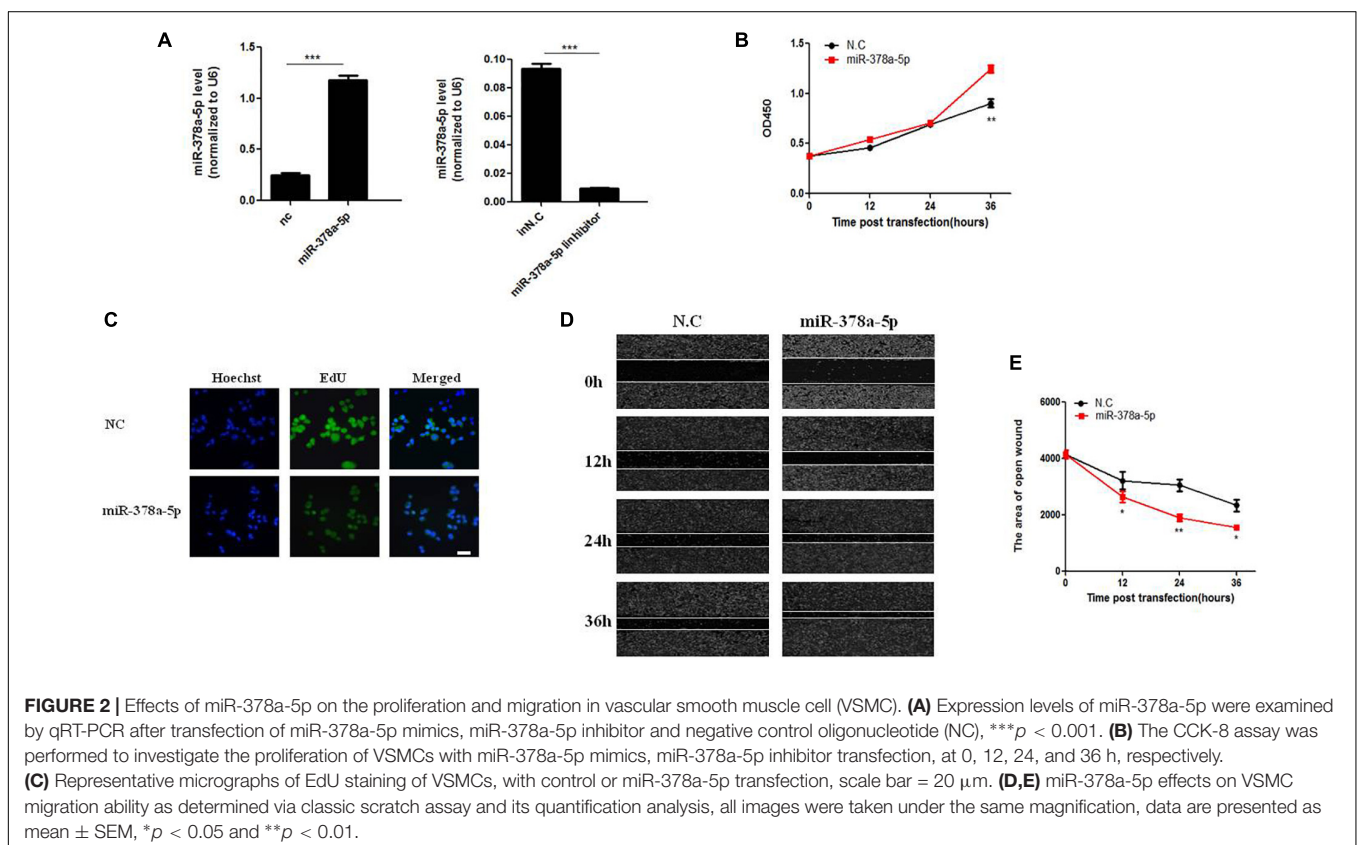 A
miR-378a-5p level
(normalized to U6)
1.5
1.0
0.5
0.0
***
nc
miR-378a-5p
miR-378a-5p level
(normalized to U6)
0.10
0.08
0.06
0.04
0.02
0.00
***
inN.C
miR-378a-5p Iinhibitor
B
N.C
miR-378a-5p
OD450
1.5
1.0
0.5
0.0
**
0 12 24 36
Time post transfection(hours)
C
Hoechst EdU Merged
NC
miR-378a-5p
D
N.C miR-378a-5p
0h
12h
24h
36h
E
N.C
miR-378a-5p
The area of open wound
6000
4000
2000
0
* ** *
0 12 24 36
Time post transfection(hours)
FIGURE 2 | Effects of miR-378a-5p on the proliferation and migration in vascular smooth muscle cell (VSMC). (A) Expression levels of miR-378a-5p were examined
by qRT-PCR after transfection of miR-378a-5p mimics, miR-378a-5p inhibitor and negative control oligonucleotide (NC), ***p < 0.001. (B) The CCK-8 assay was
performed to investigate the proliferation of VSMCs with miR-378a-5p mimics, miR-378a-5p inhibitor transfection, at 0, 12, 24, and 36 h, respectively.
(C) Representative micrographs of EdU staining of VSMCs, with control or miR-378a-5p transfection, scale bar = 20 μm. (D,E) miR-378a-5p effects on VSMC
migration ability as determined via classic scratch assay and its quantification analysis, all images were taken under the same magnification, data are presented as
mean ± SEM, *p < 0.05 and **p < 0.01.